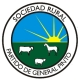 SOCIEDAD RURAL
PARTIDO DE GENERAL PINTO